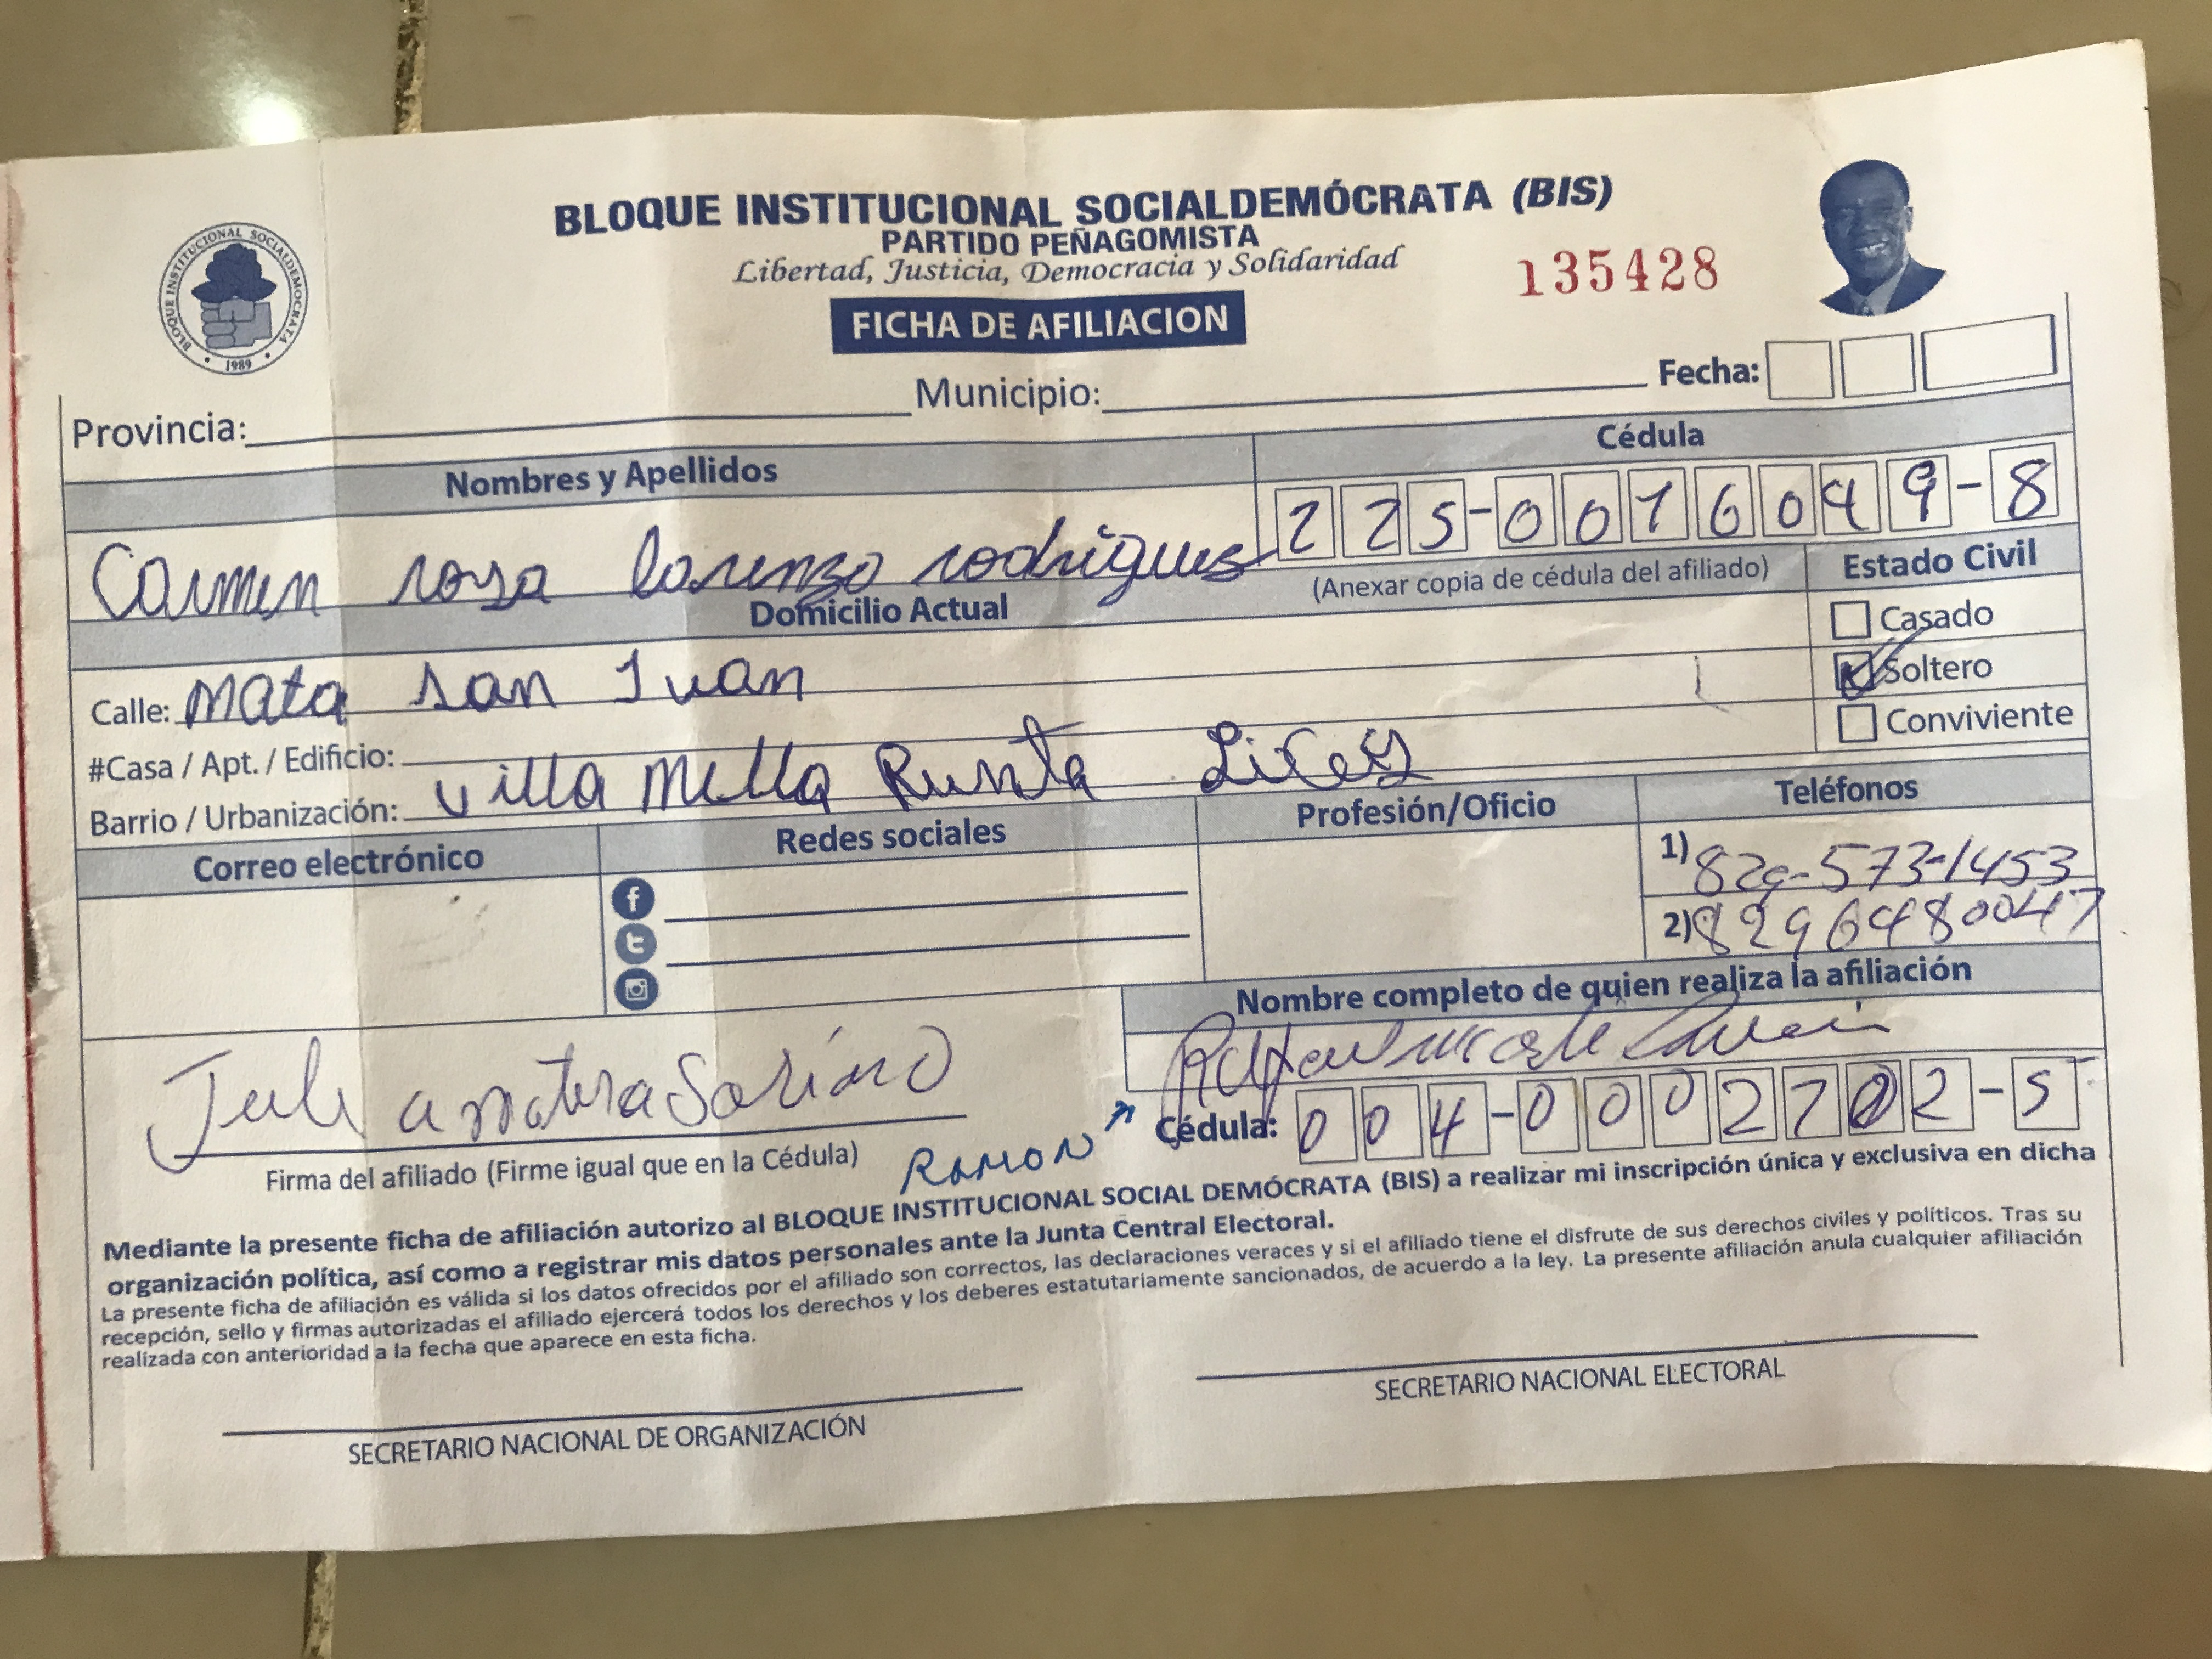 BLOQUE INSTITUCIONAL SOCIALDEMÓCRATA (BIS)
PARTIDO PEÑAGOMISTA
Libertad, Justicia, Democracia y Solidaridad
135428
BLOQUE INSTITUCIONAL SOCIALDEMOCRATA
1989
FICHA DE AFILIACION
Provincia: Municipio: Fecha:
Nombres y Apellidos Cédula
Carmen rosa lorenzo rodrigues 225-0076049-8
(Anexar copia de cédula del afiliado)
Domicilio Actual Estado Civil
Casado
Calle: mata san Juan Soltero
#Casa / Apt. / Edificio: Conviviente
Barrio / Urbanización: villa Mella Punta
Correo electrónico Redes sociales Profesión/Oficio Teléfonos
1) 829-573-1453
2) 8296480047
Nombre completo de quien realiza la afiliación
Cédula: 004-0002702-5
Firma del afiliado (Firme igual que en la Cédula) RAMON
Mediante la presente ficha de afiliación autorizo al BLOQUE INSTITUCIONAL SOCIAL DEMÓCRATA (BIS) a realizar mi inscripción única y exclusiva en dicha
organización política, así como a registrar mis datos personales ante la Junta Central Electoral.
La presente ficha de afiliación es válida si los datos ofrecidos por el afiliado son correctos, las declaraciones veraces y si el afiliado tiene el disfrute de sus derechos civiles y políticos. Tras su
recepción, sello y firmas autorizadas el afiliado ejercerá todos los derechos y los deberes estatutariamente sancionados, de acuerdo a la ley. La presente afiliación anula cualquier afiliación
realizada con anterioridad a la fecha que aparece en esta ficha.
SECRETARIO NACIONAL DE ORGANIZACIÓN SECRETARIO NACIONAL ELECTORAL